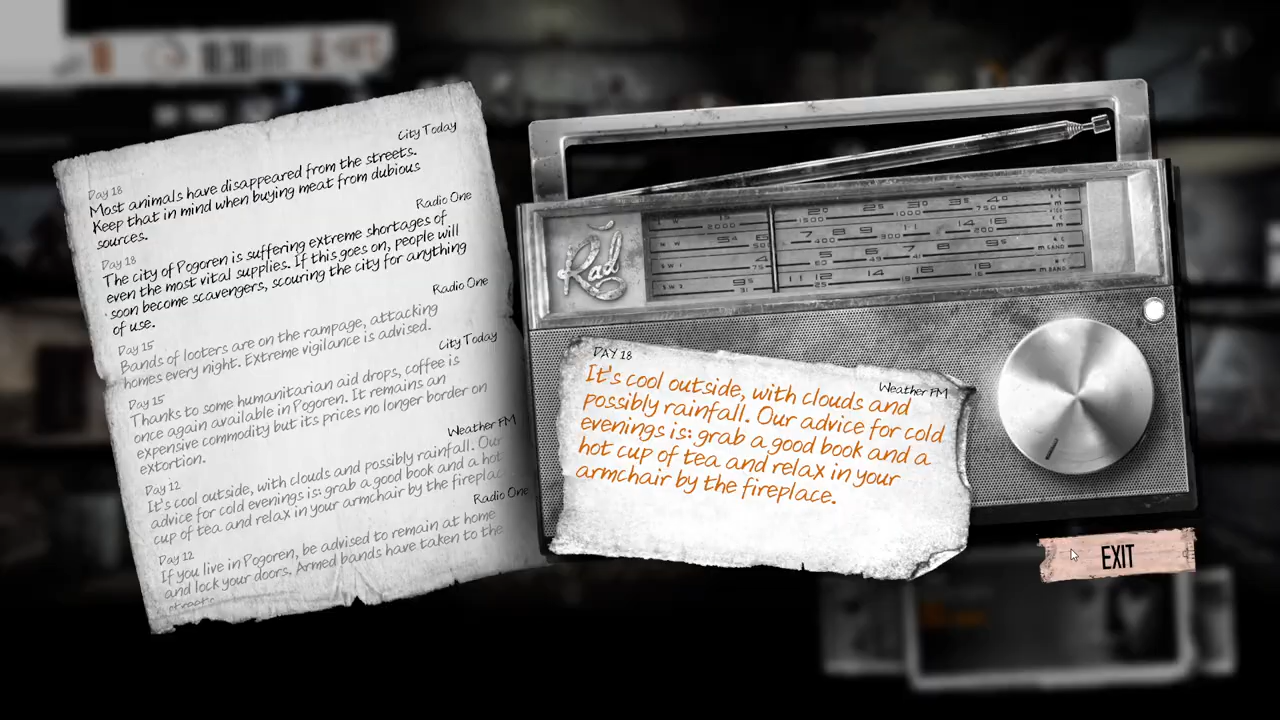 City Today
Day 18
Most animals have disappeared from the streets.
Keep that in mind when buying meat from dubious
sources.
Radio One
Day 18
The city of Pogoren is suffering extreme shortages of
even the most vital supplies. If this goes on, people will
soon become scavengers, scouring the city for anything
of use.
Radio One
Day 15
Bands of looters are on the rampage, attacking
homes every night. Extreme vigilance is advised.
City Today
Day 15
Thanks to some humanitarian aid drops, coffee is
once again available in Pogoren. It remains an
expensive commodity but its prices no longer border on
extortion.
Weather FM
Day 12
It's cool outside, with clouds and possibly rainfall. Our
advice for cold evenings is: grab a good book and a hot
cup of tea and relax in your armchair by the fireplac
Radio One
Day 12
If you live in Pogoren, be advised to remain at home
and lock your doors. Armed bands have taken to the
Rad
DAY 18
Weather FM
It's cool outside, with clouds and
possibly rainfall. Our advice for cold
evenings is: grab a good book and a
hot cup of tea and relax in your
armchair by the fireplace.
EXIT